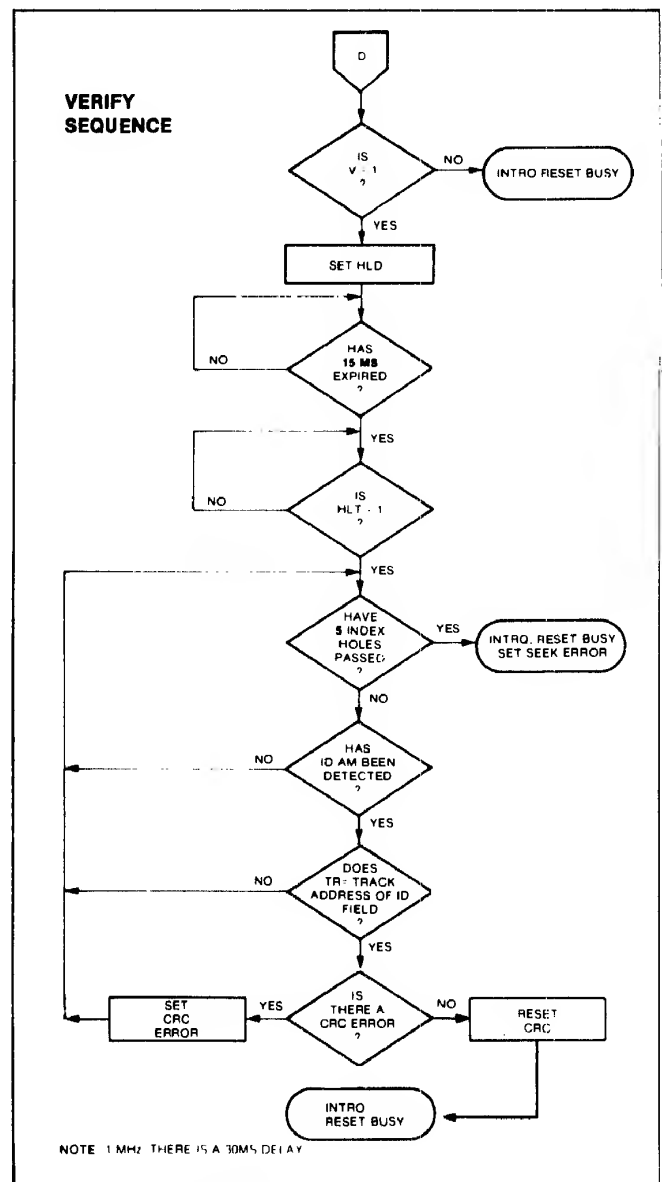 D
VERIFY
SEQUENCE
IS
V = 1
?
NO
INTRQ RESET BUSY
YES
SET HLD
HAS
15 MS
EXPIRED
?
NO
YES
IS
HLT = 1
?
NO
YES
HAVE
5 INDEX
HOLES
PASSED
?
YES
INTRQ, RESET BUSY
SET SEEK ERROR
NO
HAS
ID AM BEEN
DETECTED
?
NO
YES
DOES
TR= TRACK
ADDRESS OF ID
FIELD
?
NO
YES
IS
THERE A
CRC ERROR
?
YES
SET
CRC
ERROR
NO
RESET
CRC
INTRQ
RESET BUSY
NOTE 1 MHz THERE IS A 30MS DELAY